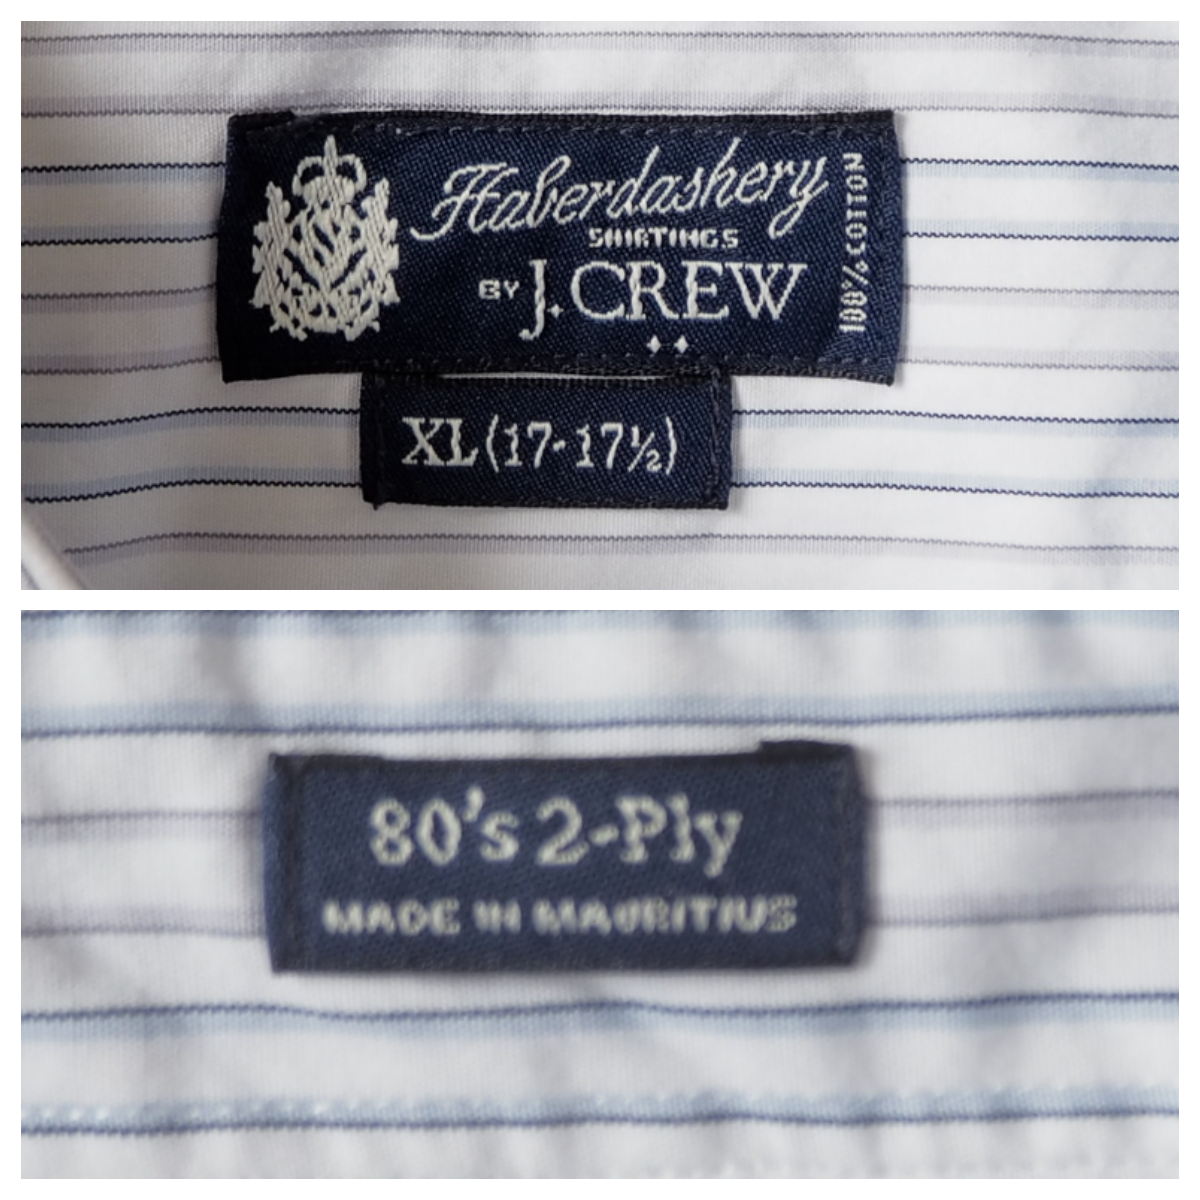 Haberdashery
SHIRTINGS
BY J.CREW
100% COTTON
XL (17-17½)
80's 2-Ply
MADE IN MAURITIUS